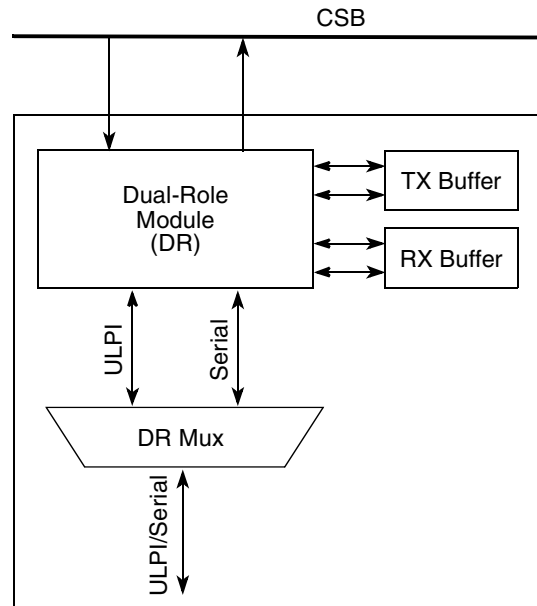 CSB
Dual-Role
Module
(DR)
TX Buffer
RX Buffer
ULPI
Serial
DR Mux
ULPI/Serial